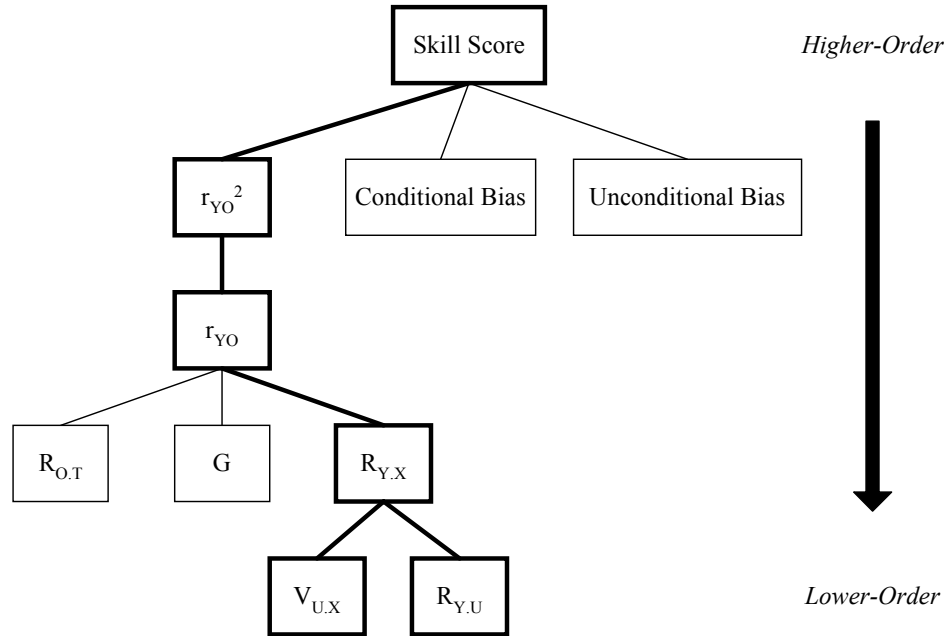 Skill Score
Higher-Order
r_YO^2
Conditional Bias
Unconditional Bias
r_YO
R_O.T
G
R_Y.X
V_U.X
R_Y.U
Lower-Order